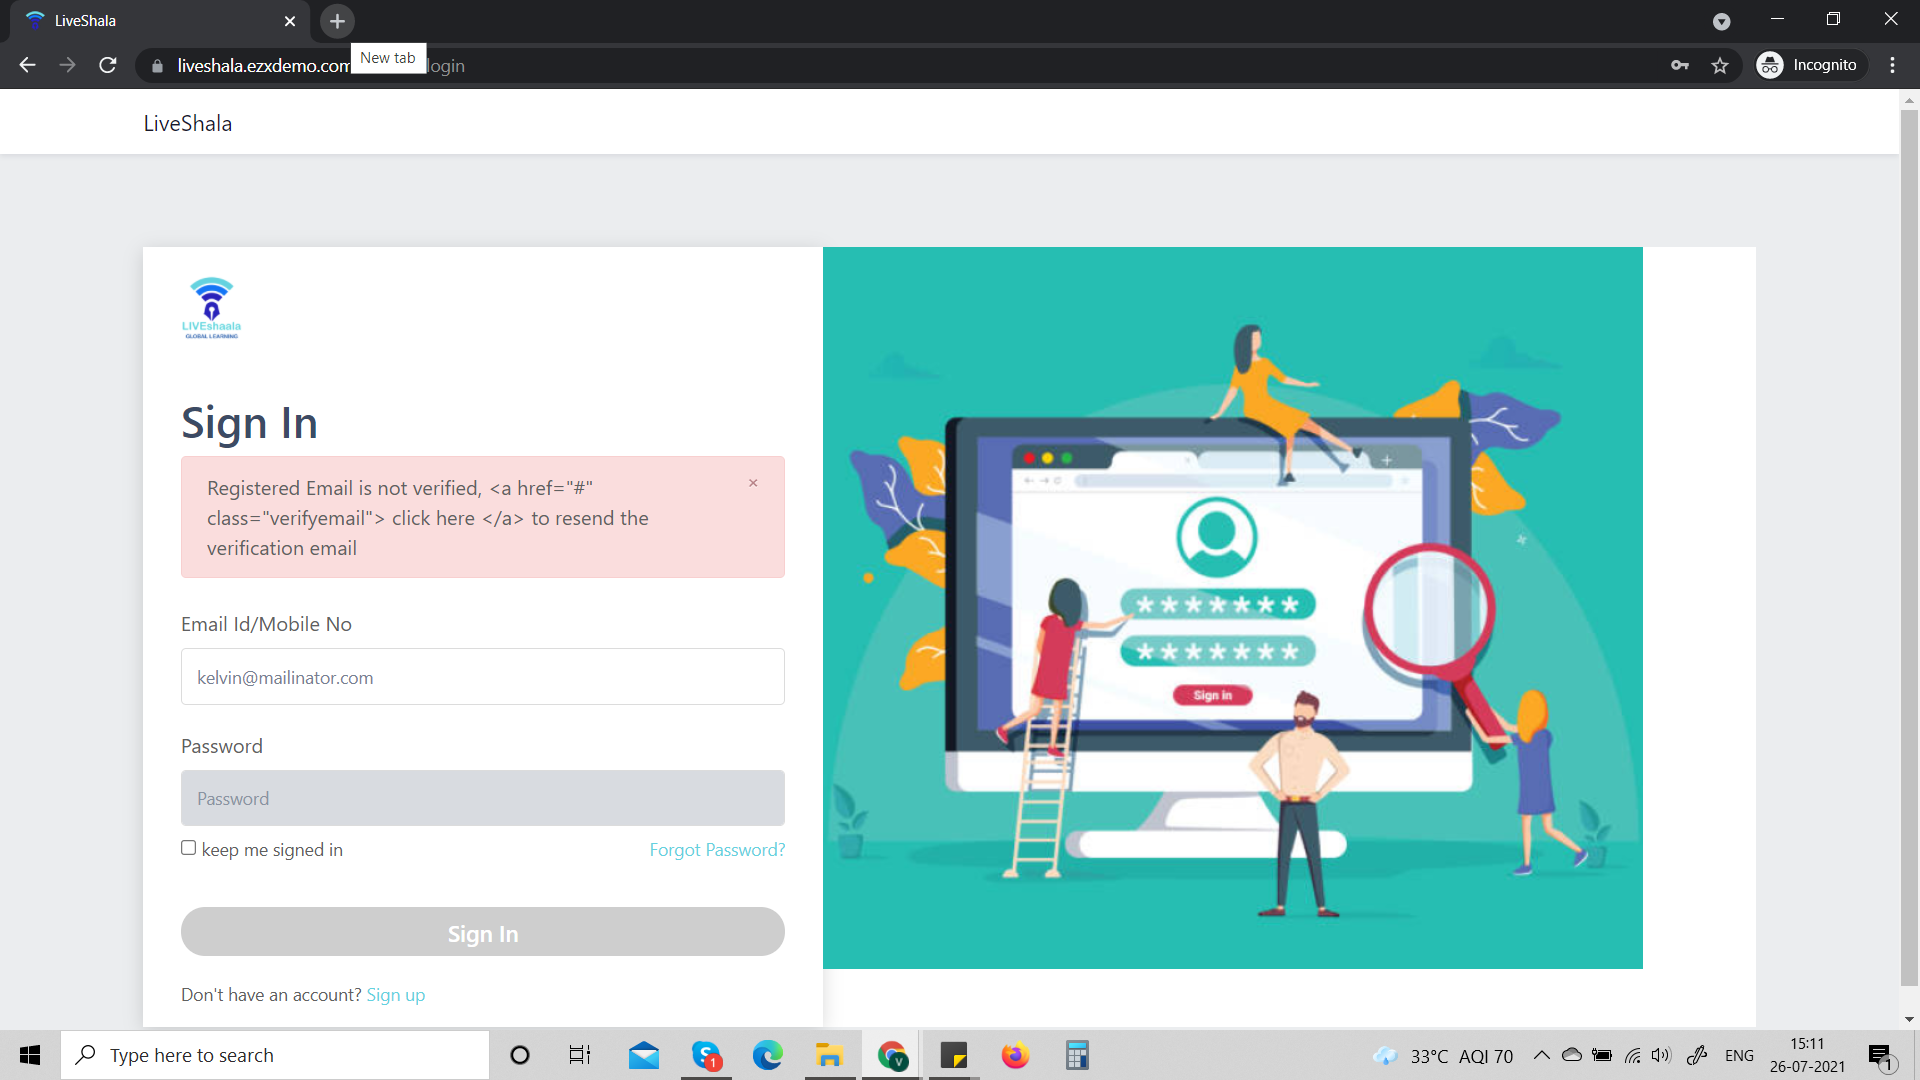 LiveShala
New tab
liveshala.ezxdemo.com
login
Incognito
LiveShala
LIVEshaala
GLOBAL LEARNING
Sign In
Registered Email is not verified, <a href="#"
class="verifyemail"> click here </a> to resend the
verification email
×
Email Id/Mobile No
kelvin@mailinator.com
Password
Password
keep me signed in
Forgot Password?
Sign In
Don't have an account? Sign up
*******
*******
Sign in
Type here to search
1
V
33°C AQI 70
ENG
15:11
26-07-2021
1